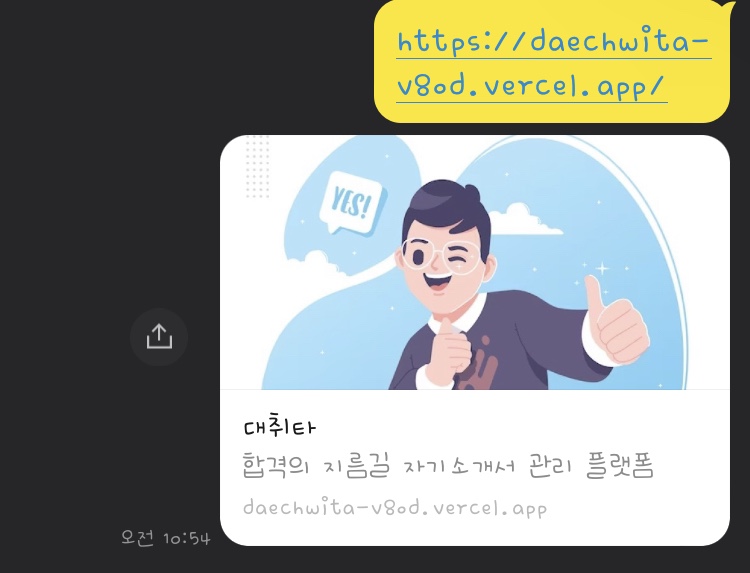 https://daechwita-
v8od.vercel.app/
YES!
대취타
합격의 지름길 자기소개서 관리 플랫폼
daechwita-v8od.vercel.app
오전 10:54